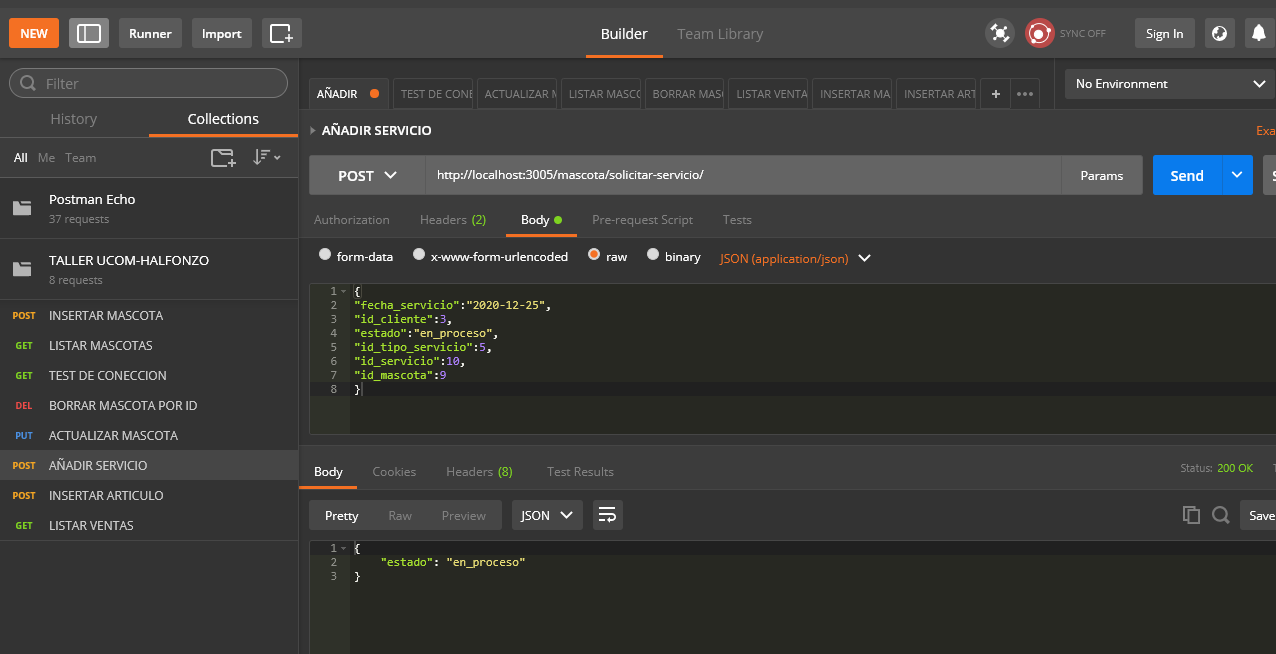 NEW Runner Import Builder Team Library SYNC OFF Sign In
Filter
History Collections
All Me Team
Postman Echo
37 requests
TALLER UCOM-HALFONZO
8 requests
POST INSERTAR MASCOTA
GET LISTAR MASCOTAS
GET TEST DE CONECCION
DEL BORRAR MASCOTA POR ID
PUT ACTUALIZAR MASCOTA
POST AÑADIR SERVICIO
POST INSERTAR ARTICULO
GET LISTAR VENTAS
AÑADIR TEST DE CONE ACTUALIZAR M LISTAR MASCO BORRAR MAS LISTAR VENTA INSERTAR MA INSERTAR ART + ••• No Environment
AÑADIR SERVICIO Exa
POST http://localhost:3005/mascota/solicitar-servicio/ Params Send S
Authorization Headers (2) Body Pre-request Script Tests
form-data x-www-form-urlencoded raw binary JSON (application/json)
1 {
2 "fecha_servicio":"2020-12-25",
3 "id_cliente":3,
4 "estado":"en_proceso",
5 "id_tipo_servicio":5,
6 "id_servicio":10,
7 "id_mascota":9
8 }
Body Cookies Headers (8) Test Results Status: 200 OK T
Pretty Raw Preview JSON Save
1 {
2 "estado": "en_proceso"
3 }